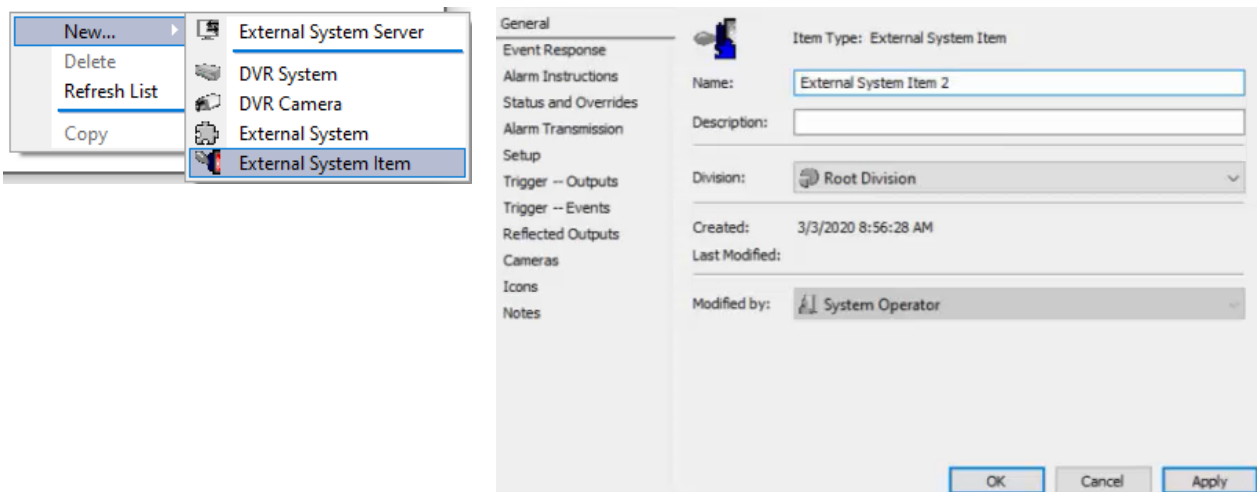 New...
Delete
Refresh List
Copy
External System Server
DVR System
DVR Camera
External System
External System Item
General
Event Response
Alarm Instructions
Status and Overrides
Alarm Transmission
Setup
Trigger -- Outputs
Trigger -- Events
Reflected Outputs
Cameras
Icons
Notes
Item Type: External System Item
Name: External System Item 2
Description:
Division: Root Division
Created: 3/3/2020 8:56:28 AM
Last Modified:
Modified by: System Operator
OK Cancel Apply